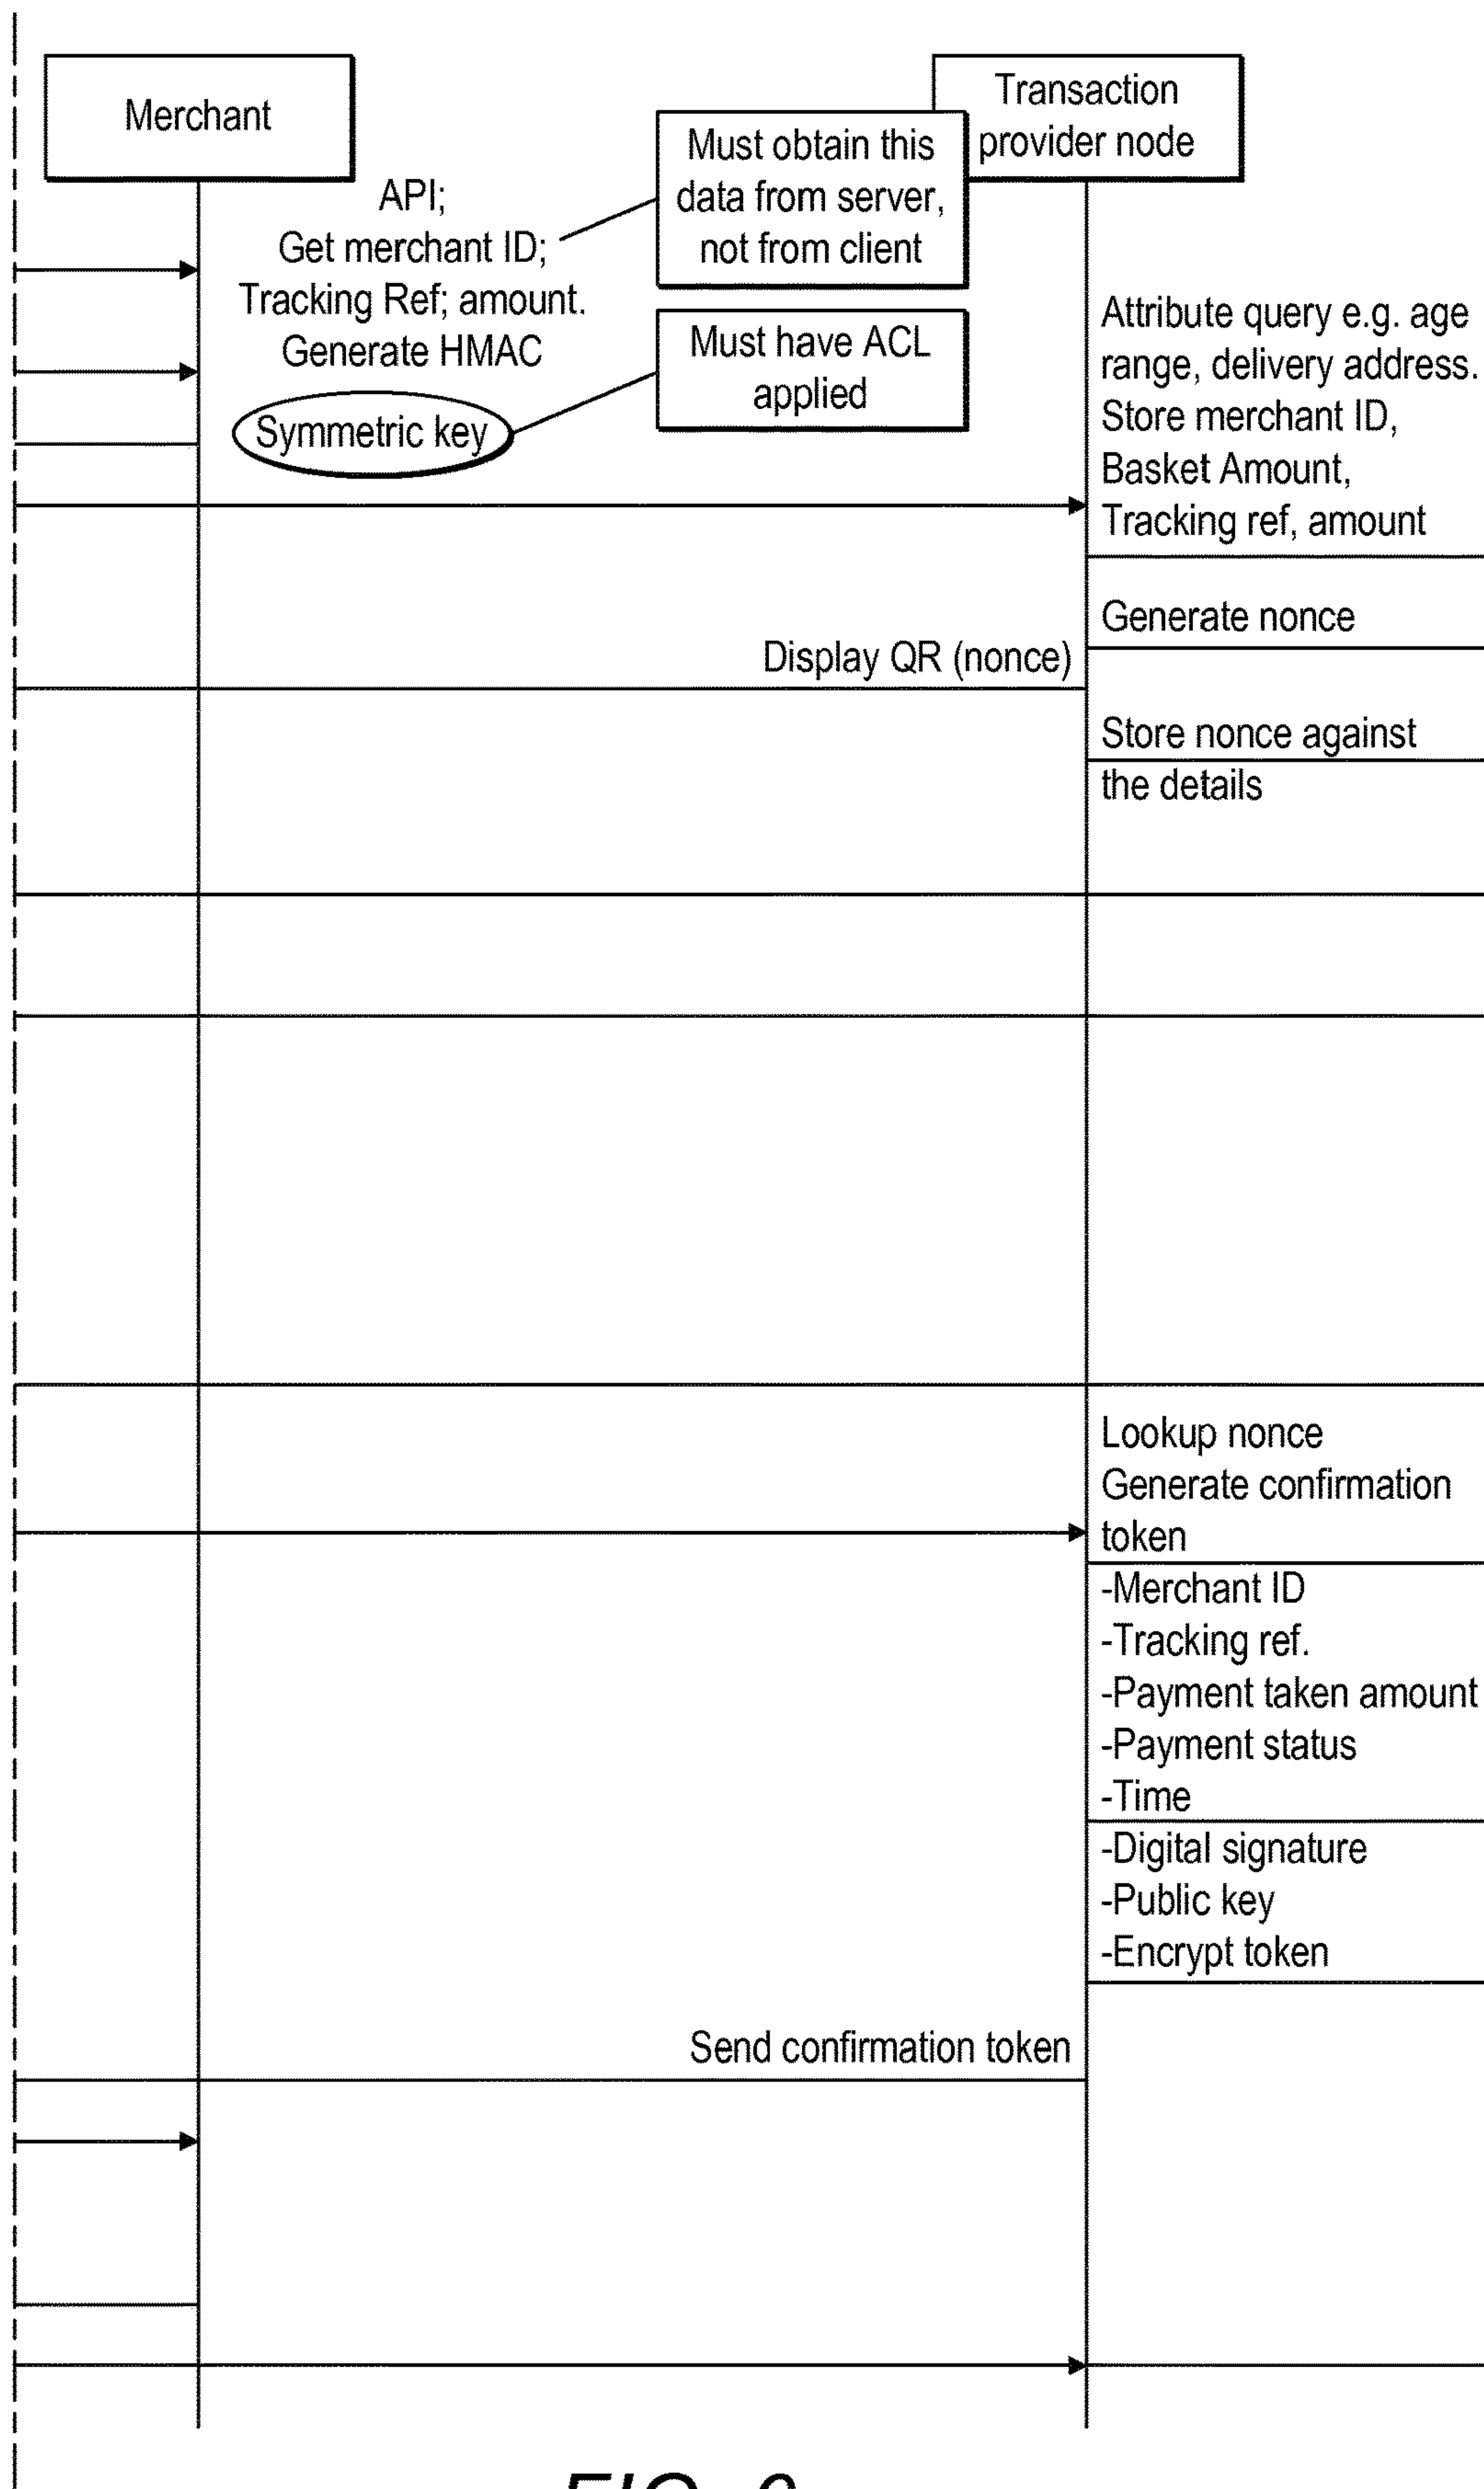 Merchant
Transaction
provider node
Must obtain this
data from server,
not from client
API;
Get merchant ID;
Tracking Ref; amount.
Generate HMAC
Must have ACL
applied
Symmetric key
Attribute query e.g. age
range, delivery address.
Store merchant ID,
Basket Amount,
Tracking ref, amount
Generate nonce
Display QR (nonce)
Store nonce against
the details
Lookup nonce
Generate confirmation
token
-Merchant ID
-Tracking ref.
-Payment taken amount
-Payment status
-Time
-Digital signature
-Public key
-Encrypt token
Send confirmation token